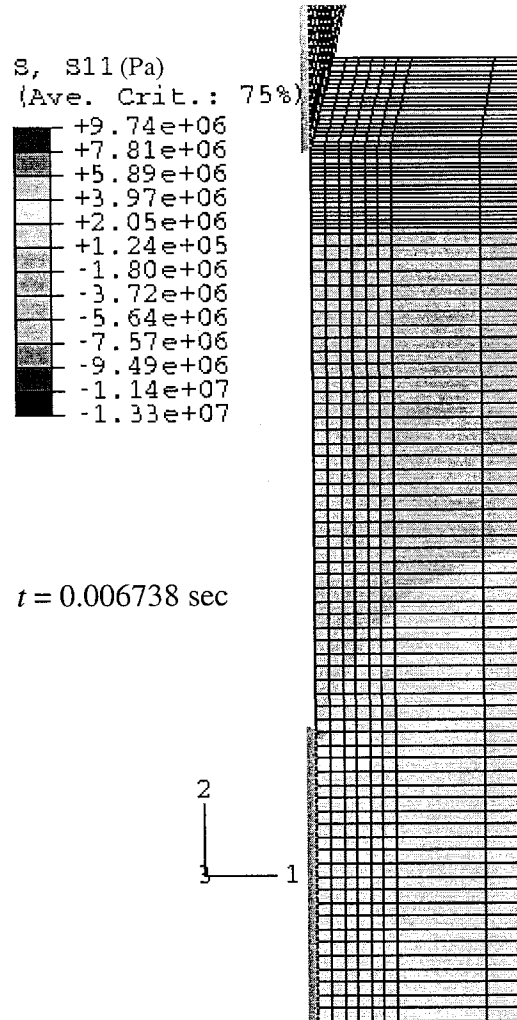 S, S11 (Pa)
(Ave. Crit.: 75%)
+9.74e+06
+7.81e+06
+5.89e+06
+3.97e+06
+2.05e+06
+1.24e+05
-1.80e+06
-3.72e+06
-5.64e+06
-7.57e+06
-9.49e+06
-1.14e+07
-1.33e+07
t = 0.006738 sec
2
3 1